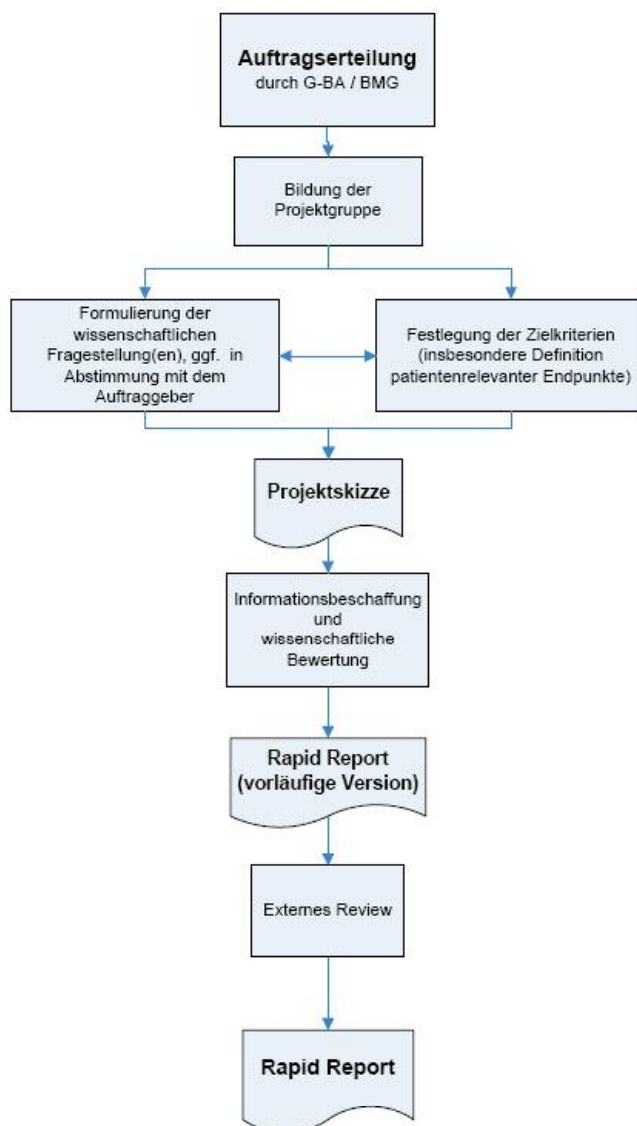 Auftragserteilung
durch G-BA / BMG
Bildung der
Projektgruppe
Formulierung der
wissenschaftlichen
Fragestellung(en), ggf. in
Abstimmung mit dem
Auftraggeber
Festlegung der Zielkriterien
(insbesondere Definition
patientenrelevanter Endpunkte)
Projektskizze
Informationsbeschaffung
und
wissenschaftliche
Bewertung
Rapid Report
(vorläufige Version)
Externes Review
Rapid Report